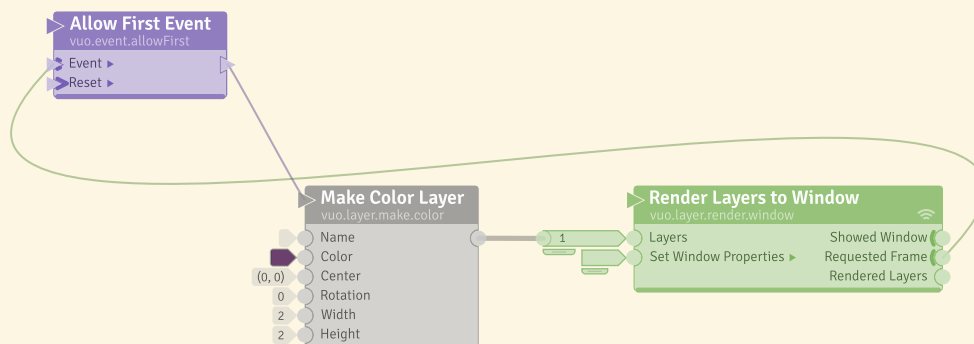 Allow First Event
vuo.event.allowFirst
Event
Reset
Make Color Layer
vuo.layer.make.color
Name
Color
(0, 0) Center
0 Rotation
2 Width
2 Height
Render Layers to Window
vuo.layer.render.window
1 Layers Showed Window
Set Window Properties Requested Frame
Rendered Layers